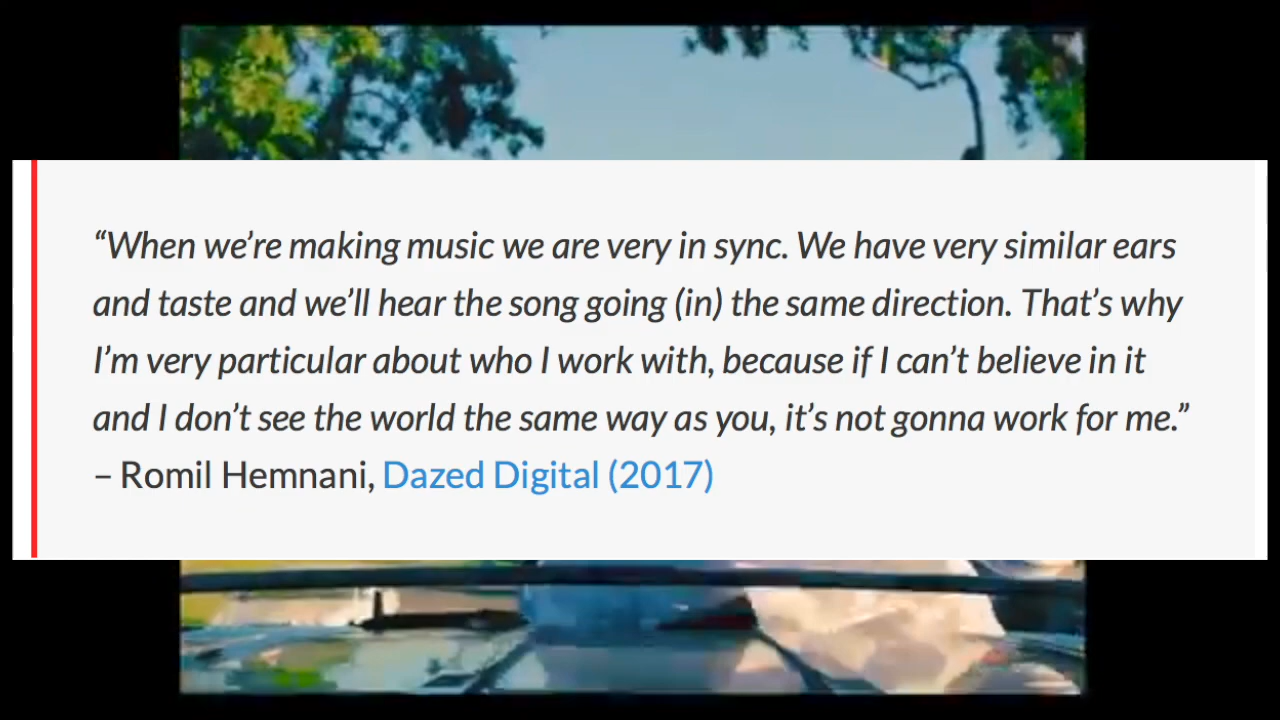 “When we’re making music we are very in sync. We have very similar ears
and taste and we’ll hear the song going (in) the same direction. That’s why
I’m very particular about who I work with, because if I can’t believe in it
and I don’t see the world the same way as you, it’s not gonna work for me.”
– Romil Hemnani, Dazed Digital (2017)